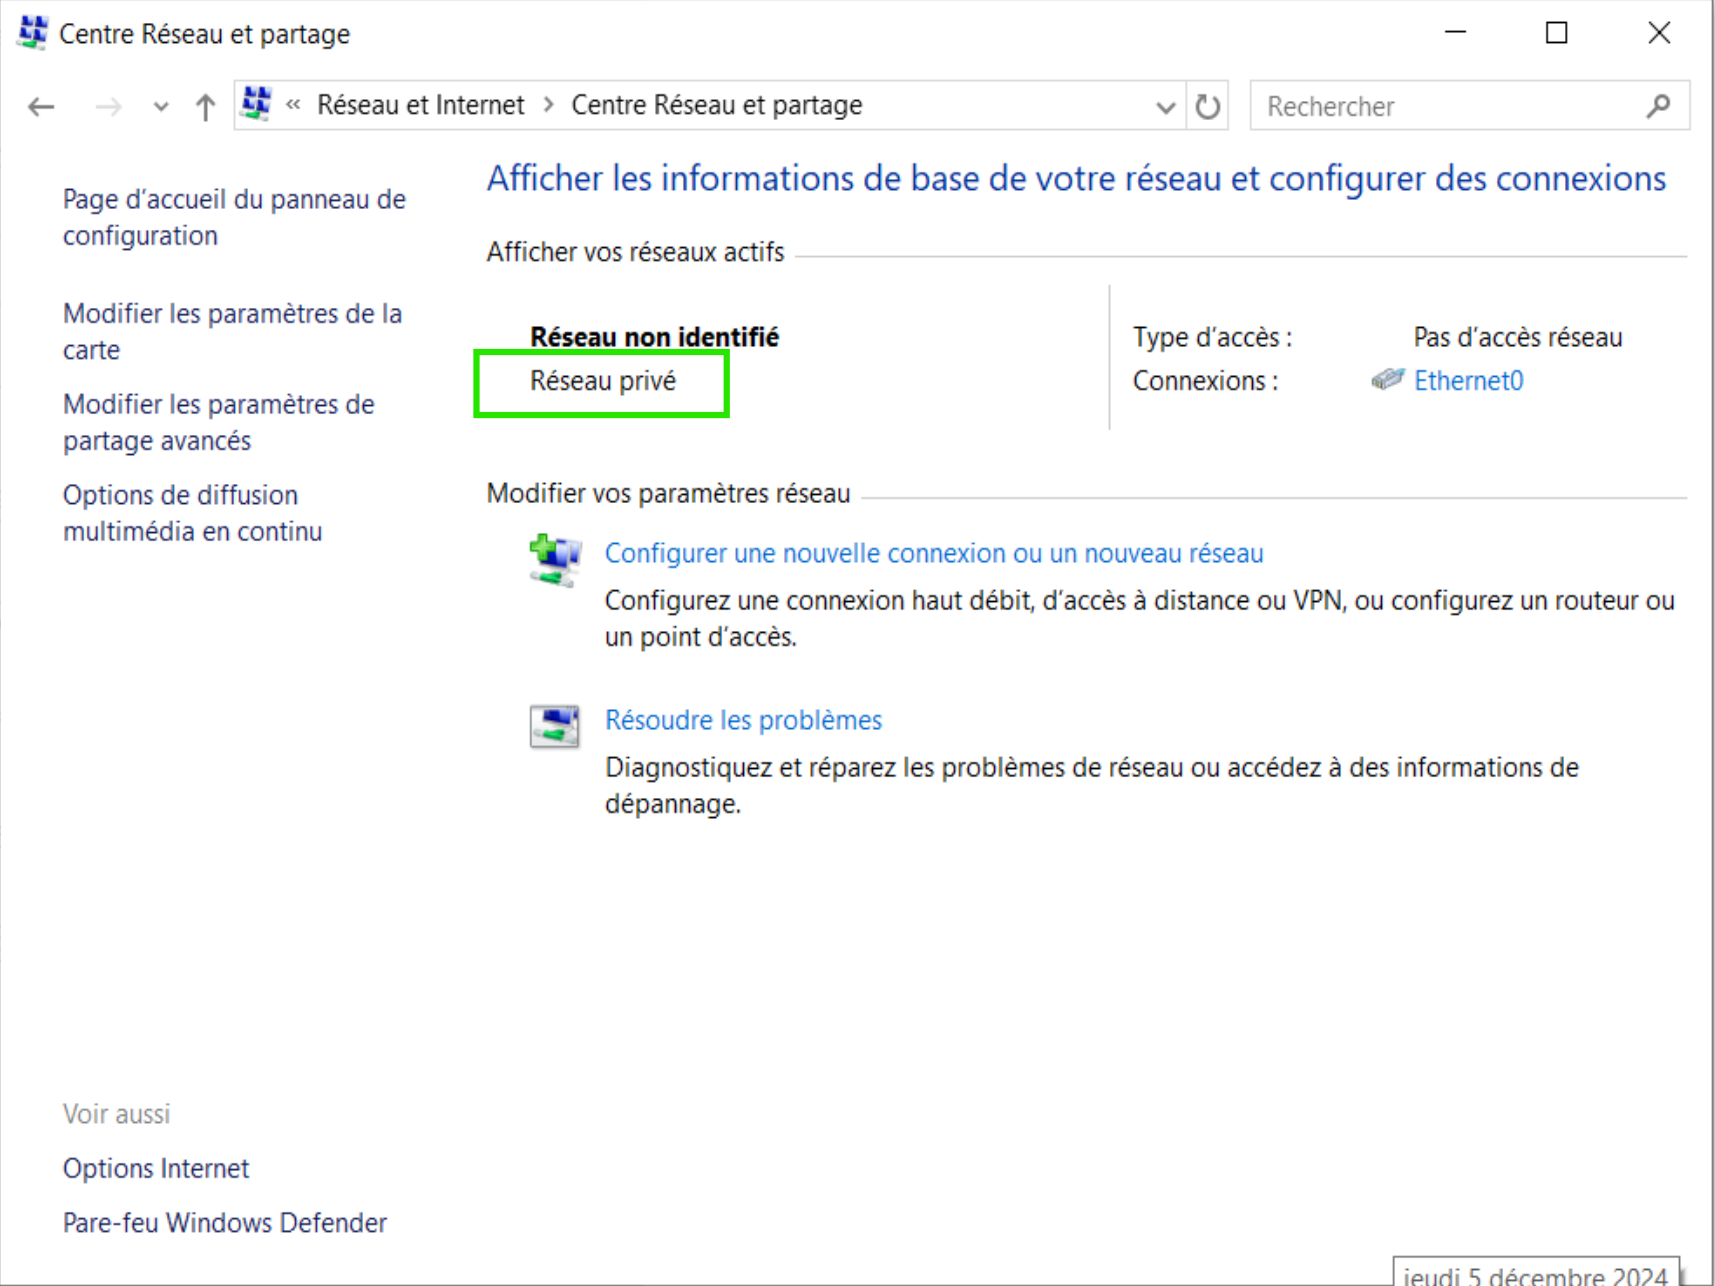 Centre Réseau et partage
« Réseau et Internet > Centre Réseau et partage
Rechercher
Page d'accueil du panneau de
configuration
Modifier les paramètres de la
carte
Modifier les paramètres de
partage avancés
Options de diffusion
multimédia en continu
Afficher les informations de base de votre réseau et configurer des connexions
Afficher vos réseaux actifs
Réseau non identifié
Réseau privé
Type d'accès : Pas d'accès réseau
Connexions : Ethernet0
Modifier vos paramètres réseau
Configurer une nouvelle connexion ou un nouveau réseau
Configurez une connexion haut débit, d'accès à distance ou VPN, ou configurez un routeur ou
un point d'accès.
Résoudre les problèmes
Diagnostiquez et réparez les problèmes de réseau ou accédez à des informations de
dépannage.
Voir aussi
Options Internet
Pare-feu Windows Defender
jeudi 5 décembre 2024